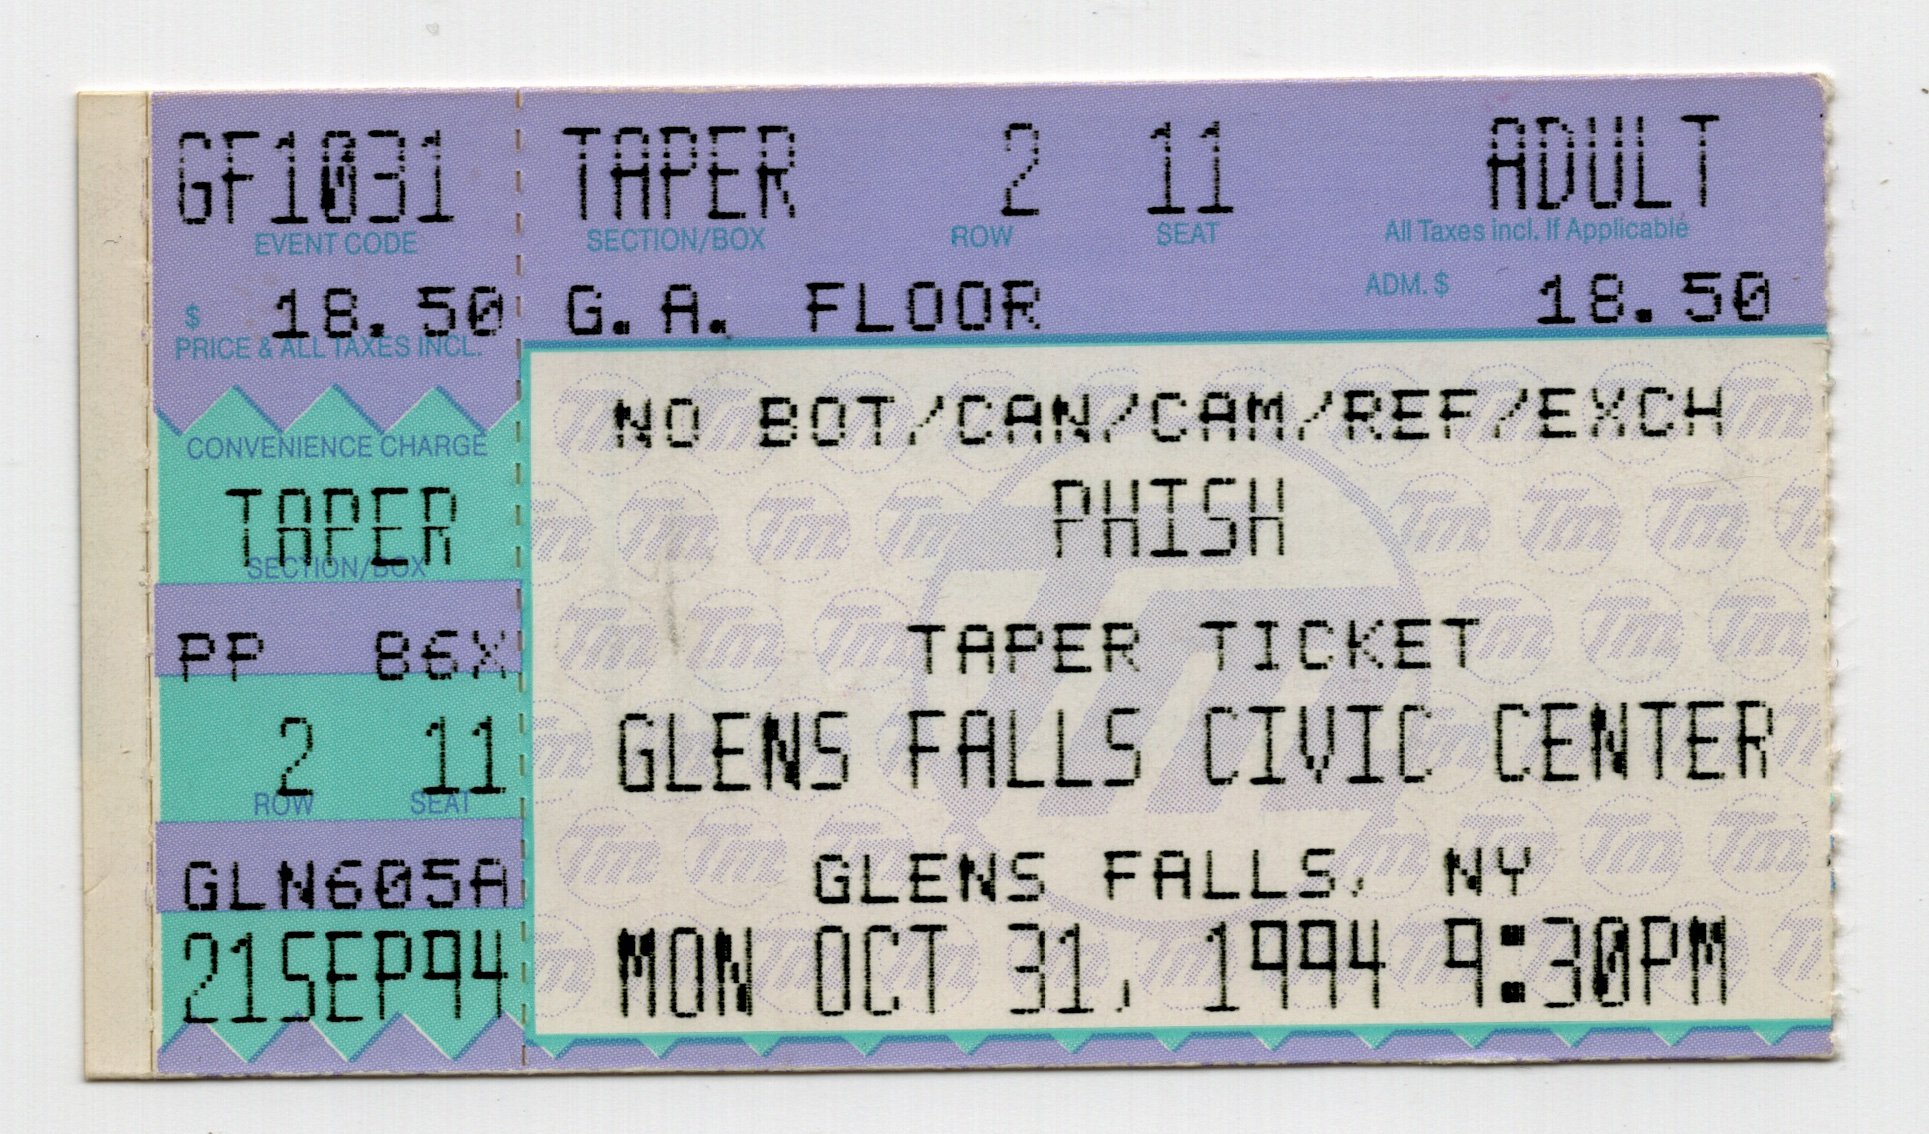 GF1031
EVENT CODE
$ 18.50
PRICE & ALL TAXES INCL.
CONVENIENCE CHARGE
TAPER
SECTION/BOX
PP 86X
2 11
ROW SEAT
GLN605A
21SEP94
TAPER 2 11 ADULT
SECTION/BOX ROW SEAT All Taxes incl. If Applicable
G.A. FLOOR ADM. $ 18.50
NO BOT/CAN/CAM/REF/EXCH
PHISH
TAPER TICKET
GLENS FALLS CIVIC CENTER
GLENS FALLS, NY
MON OCT 31, 1994 9:30PM